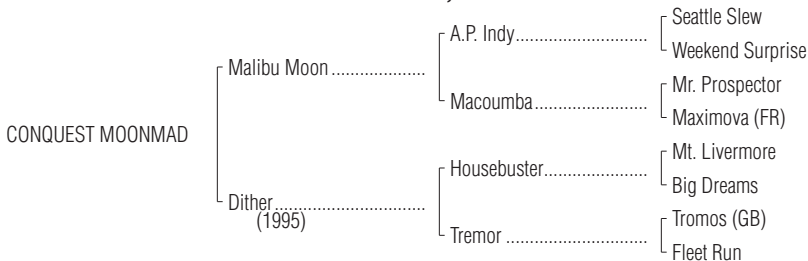 Seattle Slew
A.P. Indy..............................
Weekend Surprise
Malibu Moon .....................
Mr. Prospector
Macoumba..........................
Maximova (FR)
CONQUEST MOONMAD
Mt. Livermore
Housebuster........................
Big Dreams
Dither..................................
(1995)
Tromos (GB)
Tremor ................................
Fleet Run